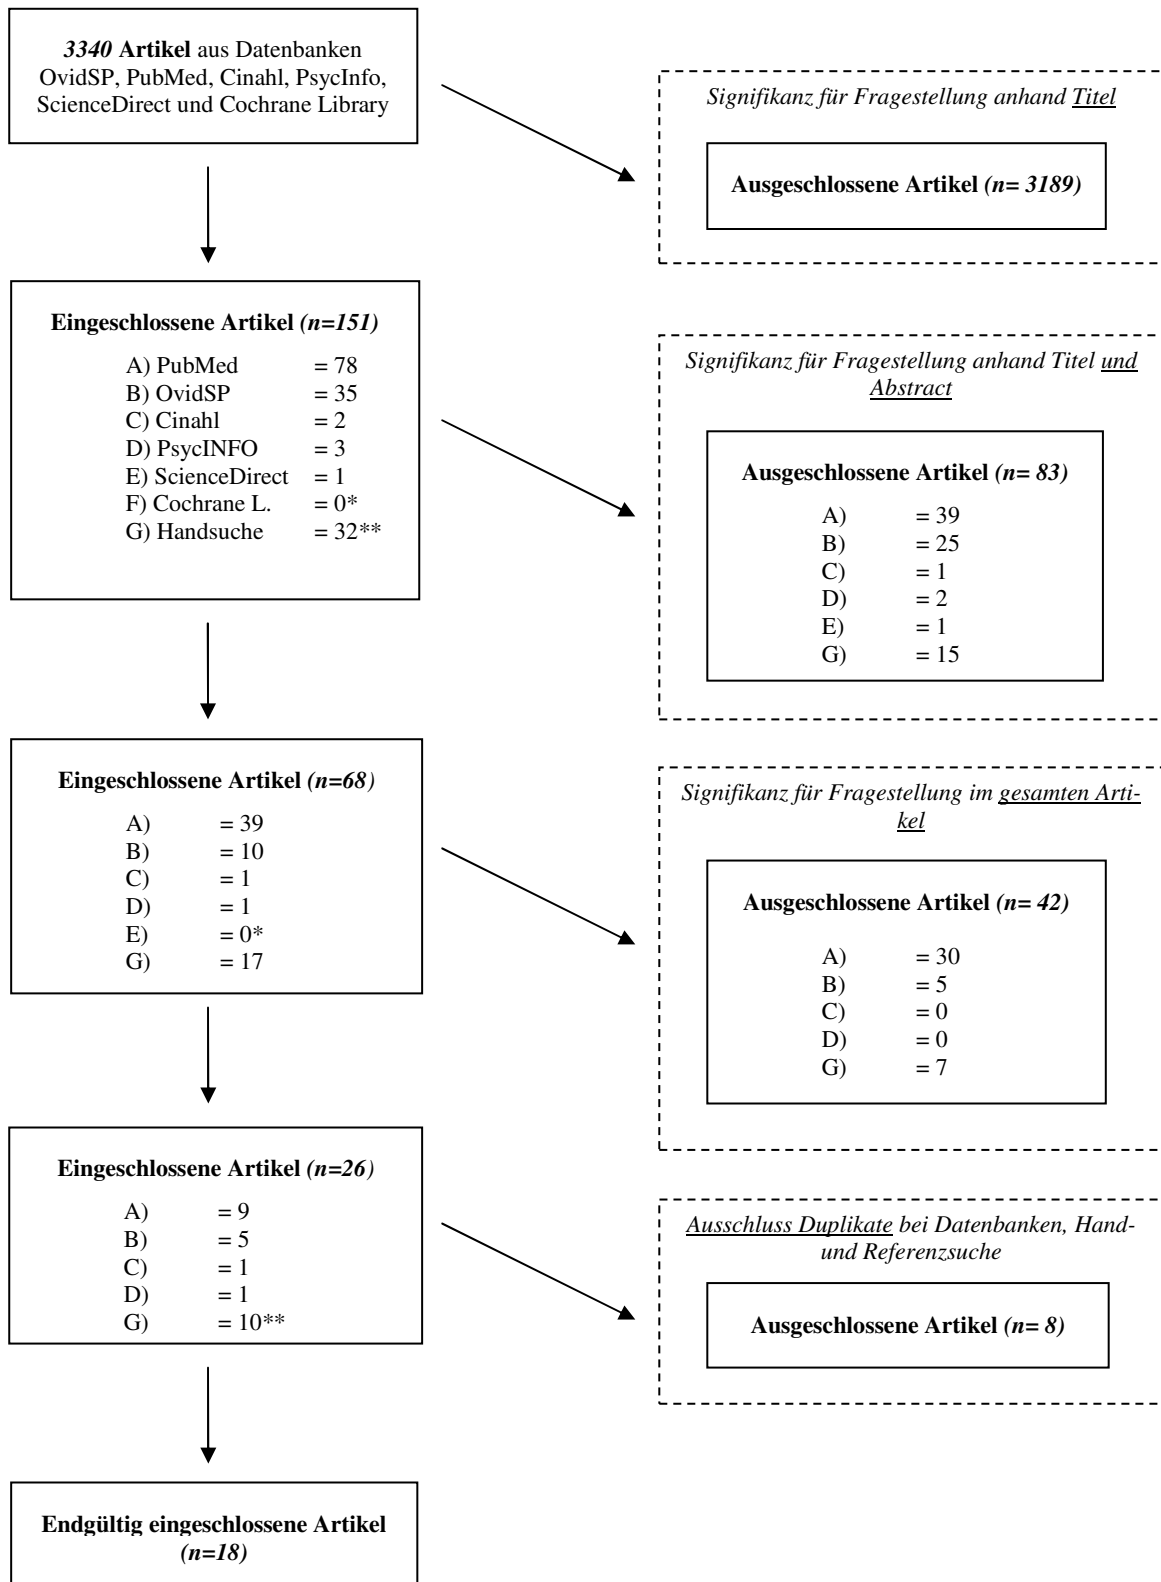 3340 Artikel aus Datenbanken
OvidSP, PubMed, Cinahl, PsycInfo,
ScienceDirect und Cochrane Library
Signifikanz für Fragestellung anhand Titel
Ausgeschlossene Artikel (n= 3189)
Eingeschlossene Artikel (n=151)
A) PubMed = 78
B) OvidSP = 35
C) Cinahl = 2
D) PsycINFO = 3
E) ScienceDirect = 1
F) Cochrane L. = 0*
G) Handsuche = 32**
Signifikanz für Fragestellung anhand Titel und
Abstract
Ausgeschlossene Artikel (n= 83)
A) = 39
B) = 25
C) = 1
D) = 2
E) = 1
G) = 15
Eingeschlossene Artikel (n=68)
A) = 39
B) = 10
C) = 1
D) = 1
E) = 0*
G) = 17
Signifikanz für Fragestellung im gesamten Arti-
kel
Ausgeschlossene Artikel (n= 42)
A) = 30
B) = 5
C) = 0
D) = 0
G) = 7
Eingeschlossene Artikel (n=26)
A) = 9
B) = 5
C) = 1
D) = 1
G) = 10**
Ausschluss Duplikate bei Datenbanken, Hand-
und Referenzsuche
Ausgeschlossene Artikel (n= 8)
Endgültig eingeschlossene Artikel
(n=18)